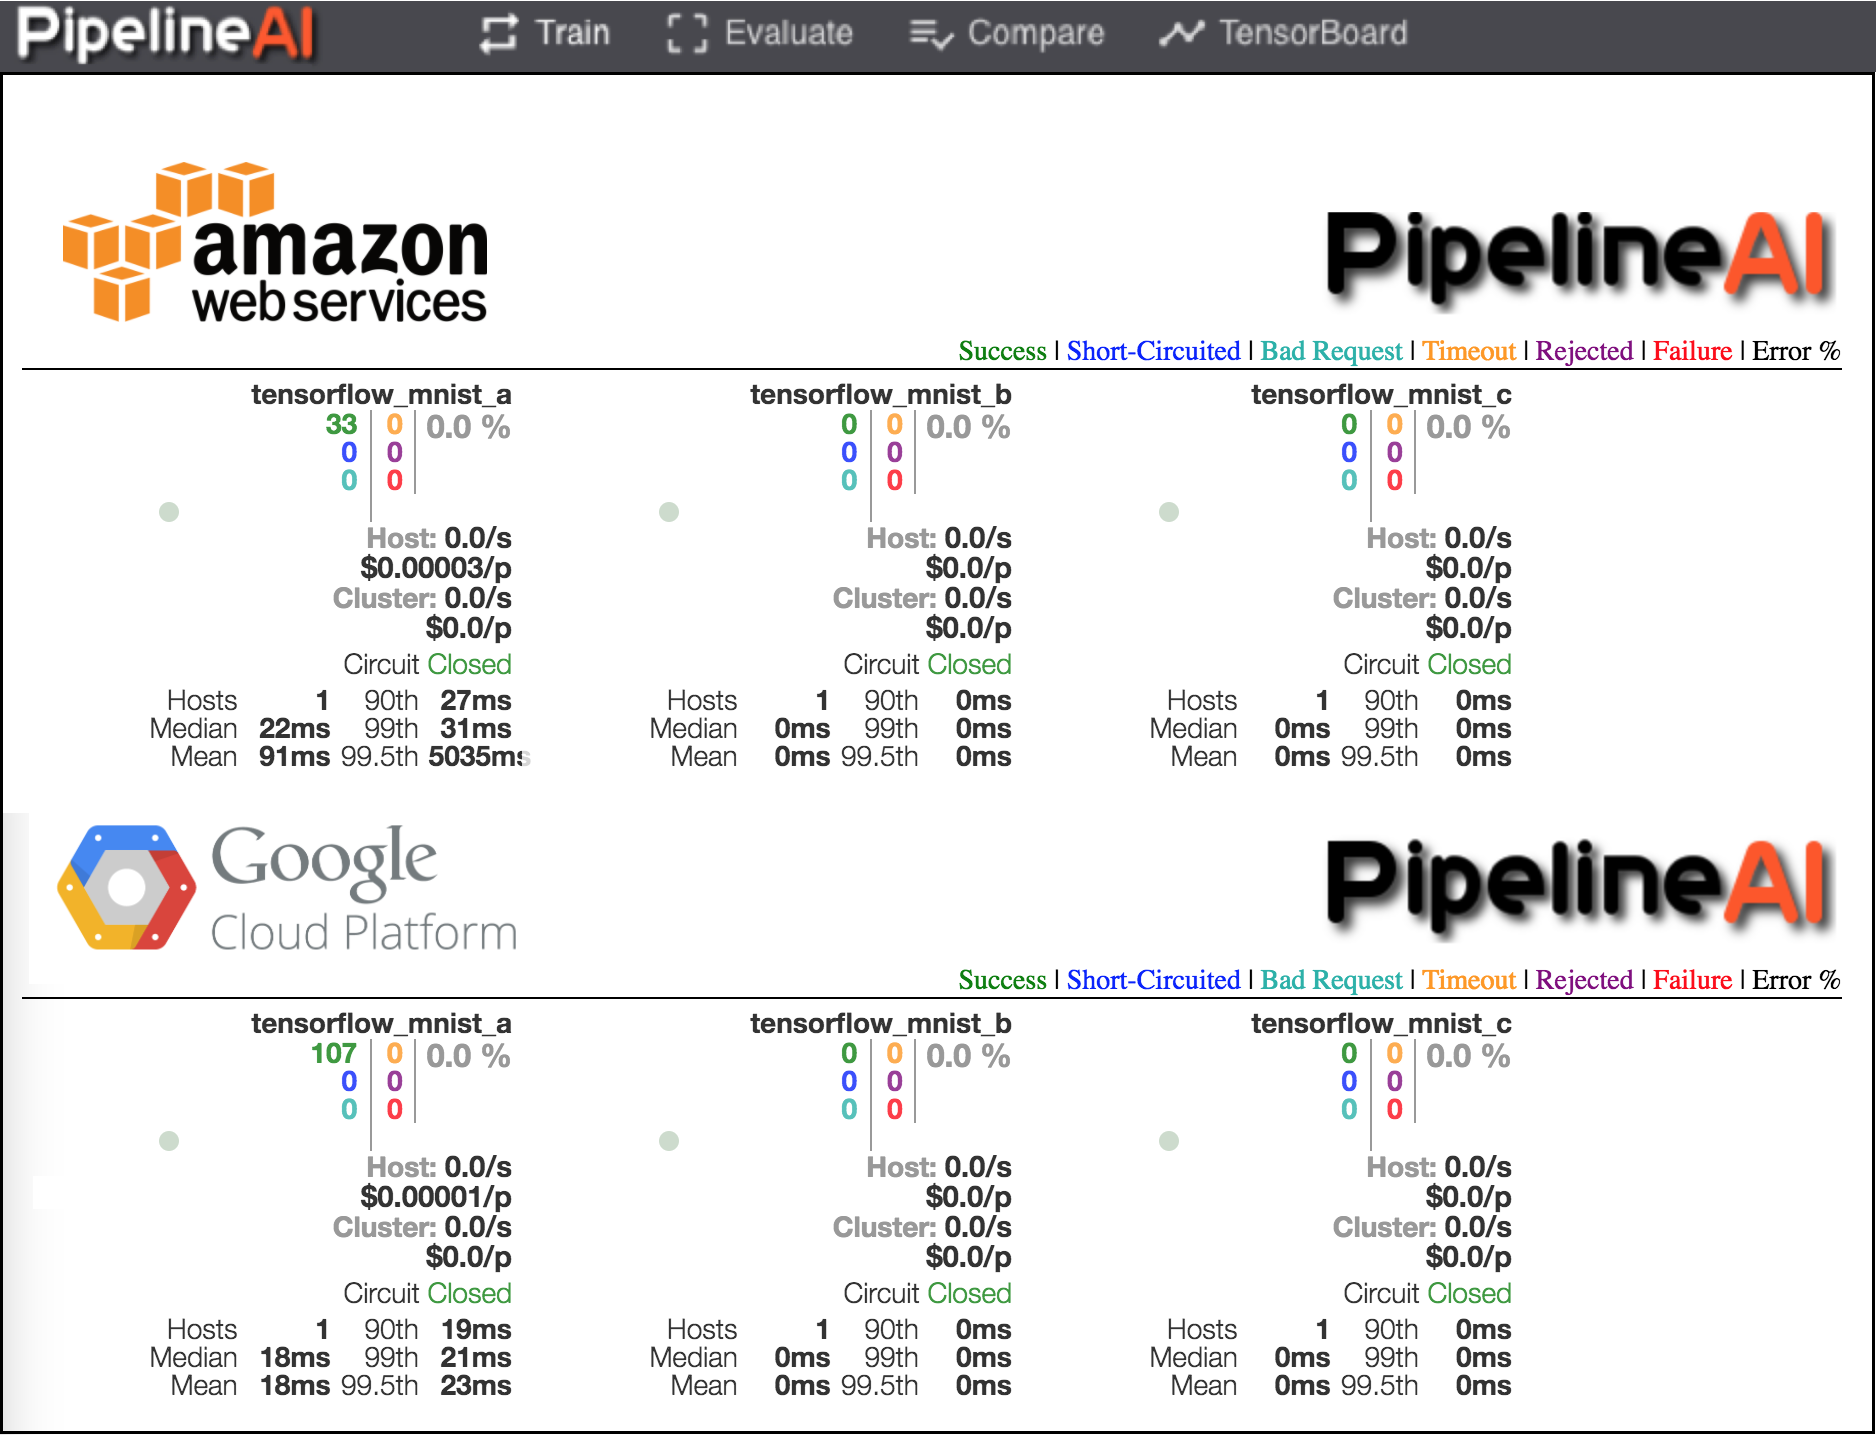 PipelineAI Train Evaluate Compare TensorBoard
amazon
web services
PipelineAI
Success | Short-Circuited | Bad Request | Timeout | Rejected | Failure | Error %
tensorflow_mnist_a tensorflow_mnist_b tensorflow_mnist_c
33 0 0.0 % 0 0 0.0 % 0 0 0.0 %
0 0 0 0 0 0
0 0 0 0 0 0
Host: 0.0/s Host: 0.0/s Host: 0.0/s
$0.00003/p $0.0/p $0.0/p
Cluster: 0.0/s Cluster: 0.0/s Cluster: 0.0/s
$0.0/p $0.0/p $0.0/p
Circuit Closed Circuit Closed Circuit Closed
Hosts 1 90th 27ms Hosts 1 90th 0ms Hosts 1 90th 0ms
Median 22ms 99th 31ms Median 0ms 99th 0ms Median 0ms 99th 0ms
Mean 91ms 99.5th 5035ms Mean 0ms 99.5th 0ms Mean 0ms 99.5th 0ms
Google
Cloud Platform
PipelineAI
Success | Short-Circuited | Bad Request | Timeout | Rejected | Failure | Error %
tensorflow_mnist_a tensorflow_mnist_b tensorflow_mnist_c
107 0 0.0 % 0 0 0.0 % 0 0 0.0 %
0 0 0 0 0 0
0 0 0 0 0 0
Host: 0.0/s Host: 0.0/s Host: 0.0/s
$0.00001/p $0.0/p $0.0/p
Cluster: 0.0/s Cluster: 0.0/s Cluster: 0.0/s
$0.0/p $0.0/p $0.0/p
Circuit Closed Circuit Closed Circuit Closed
Hosts 1 90th 19ms Hosts 1 90th 0ms Hosts 1 90th 0ms
Median 18ms 99th 21ms Median 0ms 99th 0ms Median 0ms 99th 0ms
Mean 18ms 99.5th 23ms Mean 0ms 99.5th 0ms Mean 0ms 99.5th 0ms